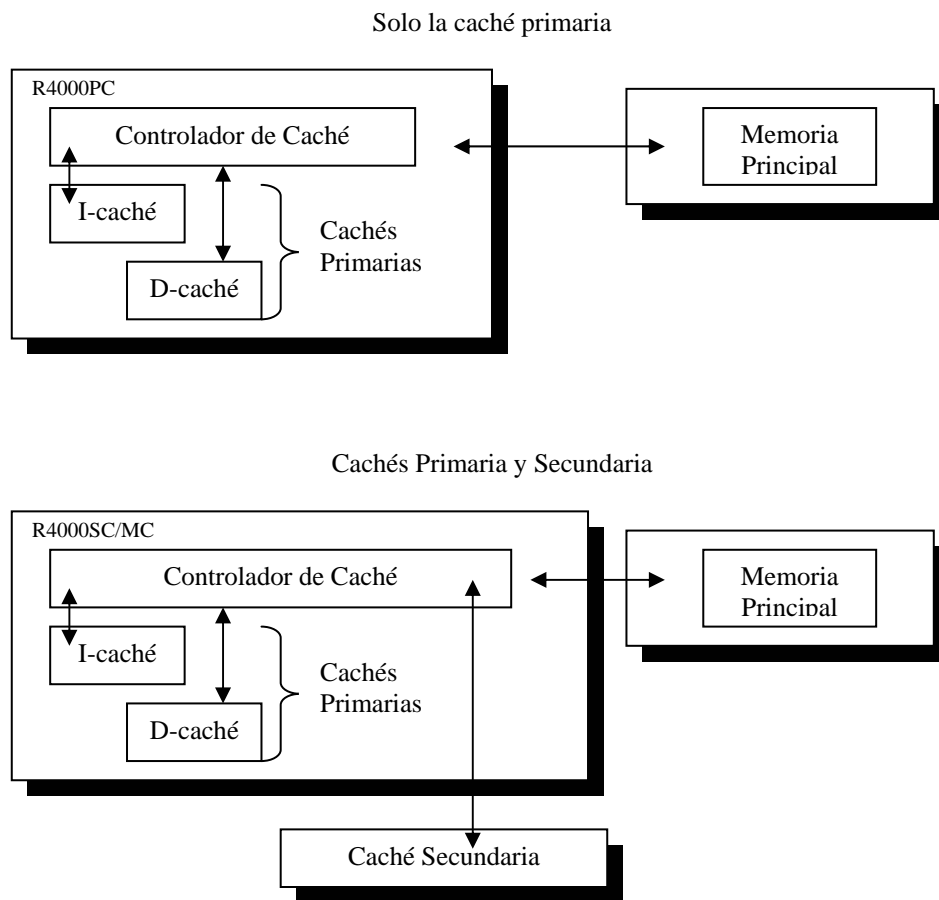 Solo la caché primaria
R4000PC
Controlador de Caché
I-caché
D-caché
Cachés
Primarias
Memoria
Principal
Cachés Primaria y Secundaria
R4000SC/MC
Controlador de Caché
I-caché
D-caché
Cachés
Primarias
Memoria
Principal
Caché Secundaria